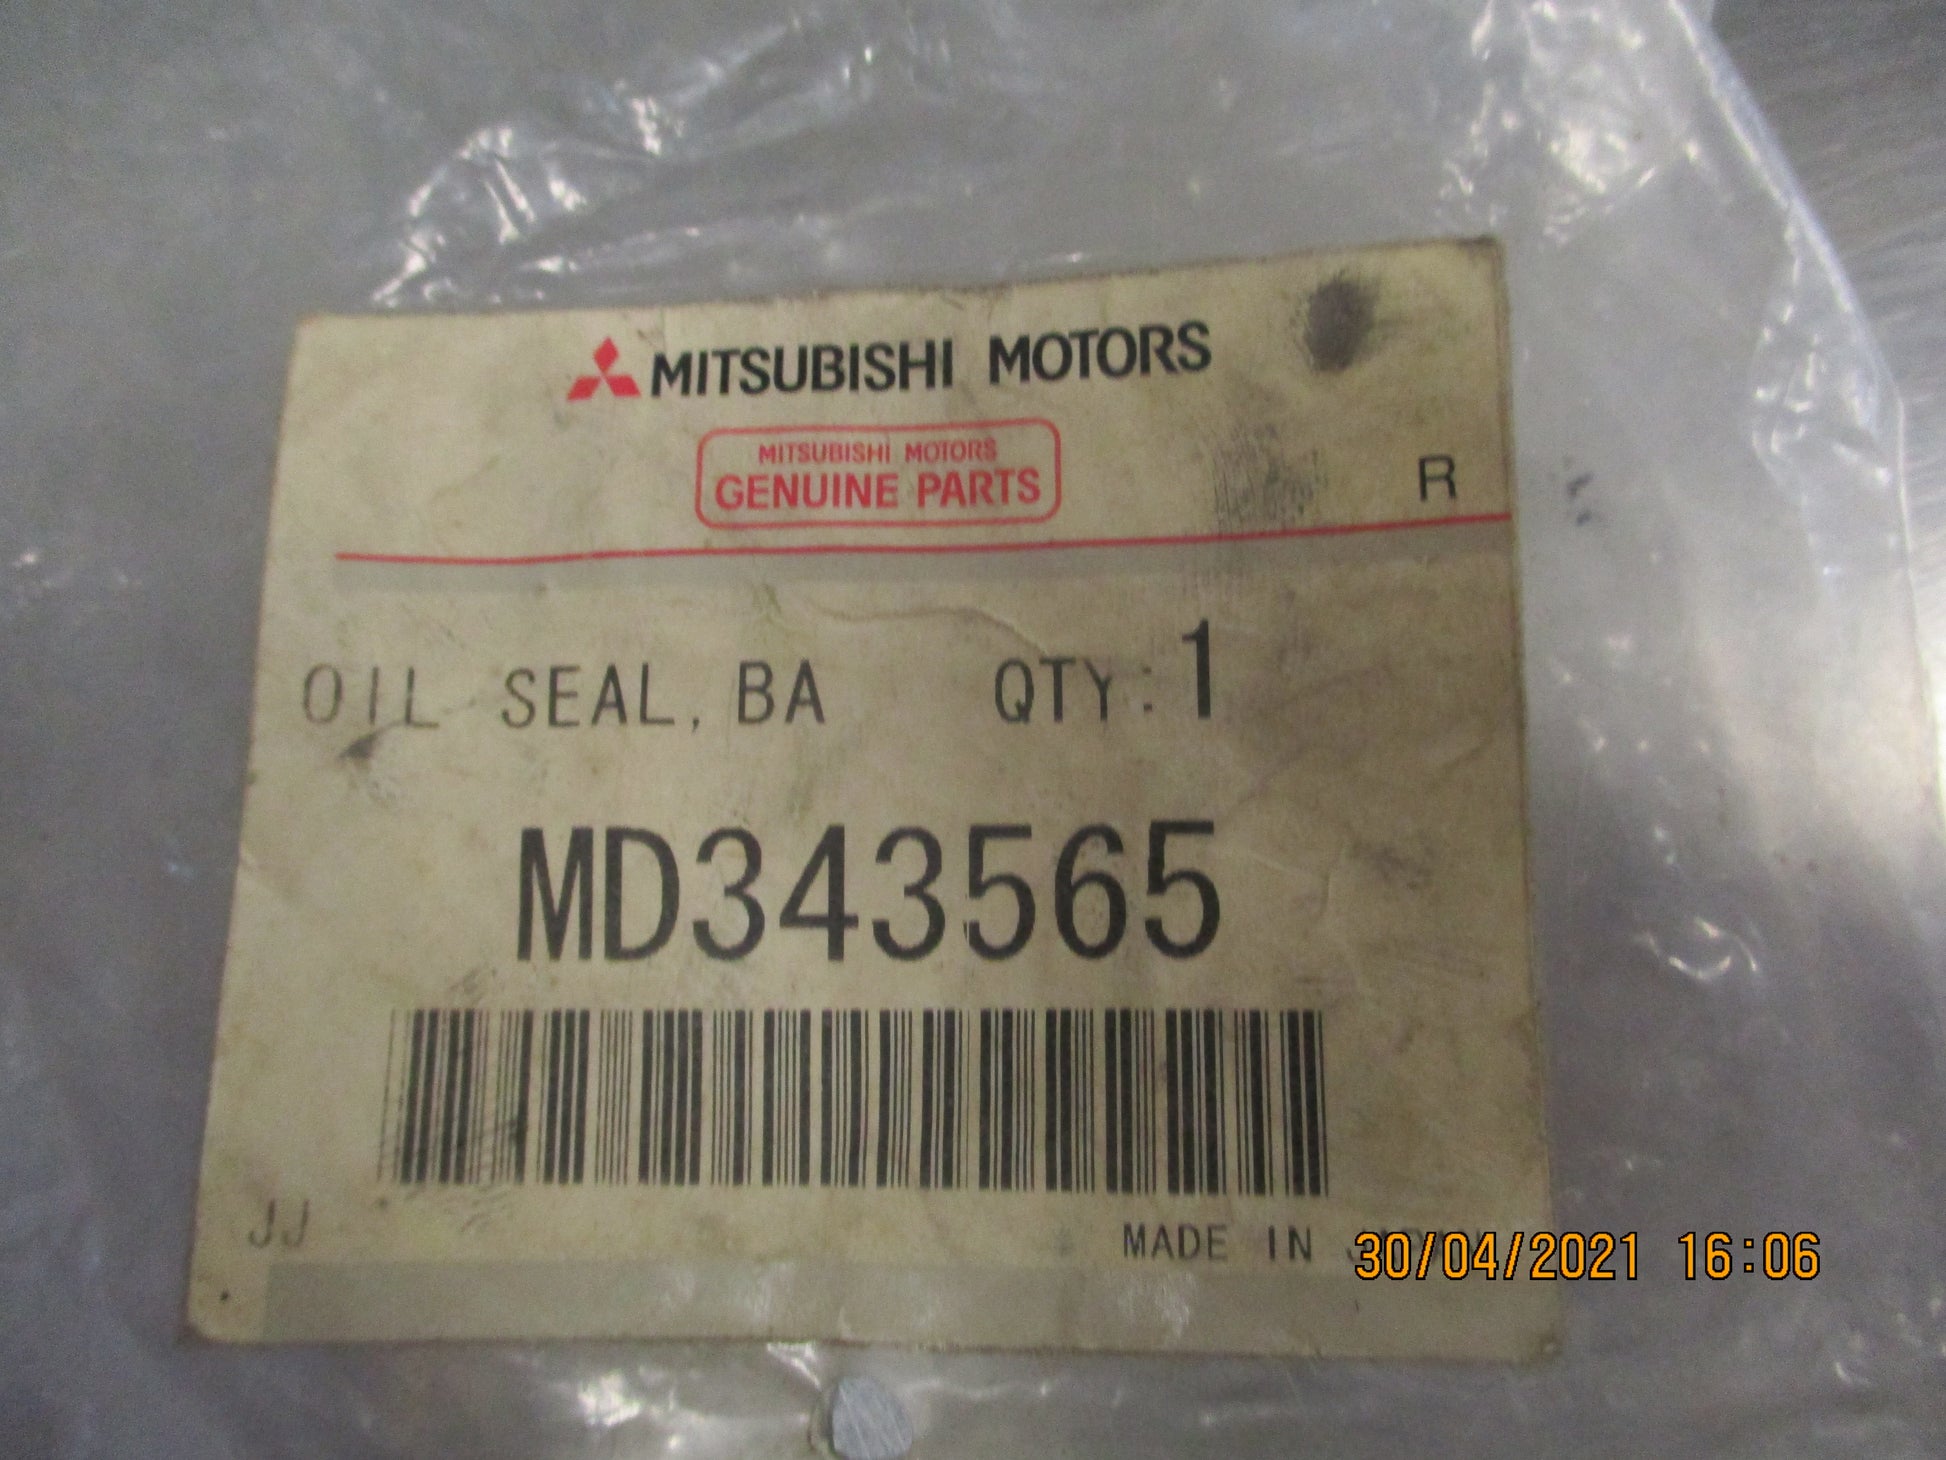 MITSUBISHI MOTORS
MITSUBISHI MOTORS
GENUINE PARTS
R
OIL SEAL, BA QTY: 1
MD343565
JJ
MADE IN
30/04/2021 16:06